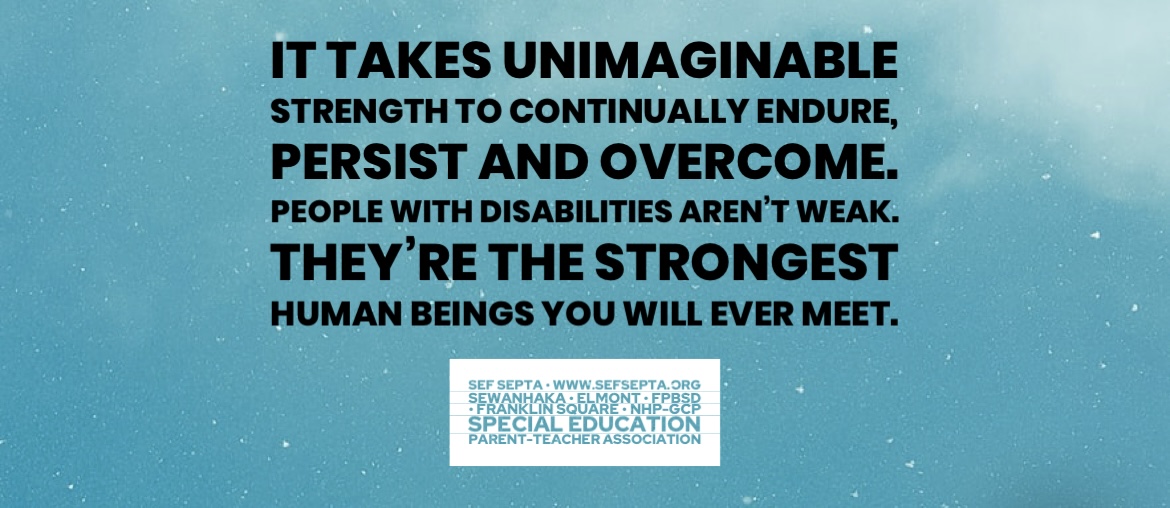 IT TAKES UNIMAGINABLE
STRENGTH TO CONTINUALLY ENDURE,
PERSIST AND OVERCOME.
PEOPLE WITH DISABILITIES AREN'T WEAK.
THEY'RE THE STRONGEST
HUMAN BEINGS YOU WILL EVER MEET.
SEF SEPTA • WWW.SEFSEPTA.ORG
SEWANHAKA • ELMONT • FPBSD
• FRANKLIN SQUARE • NHP-GCP
SPECIAL EDUCATION
PARENT-TEACHER ASSOCIATION